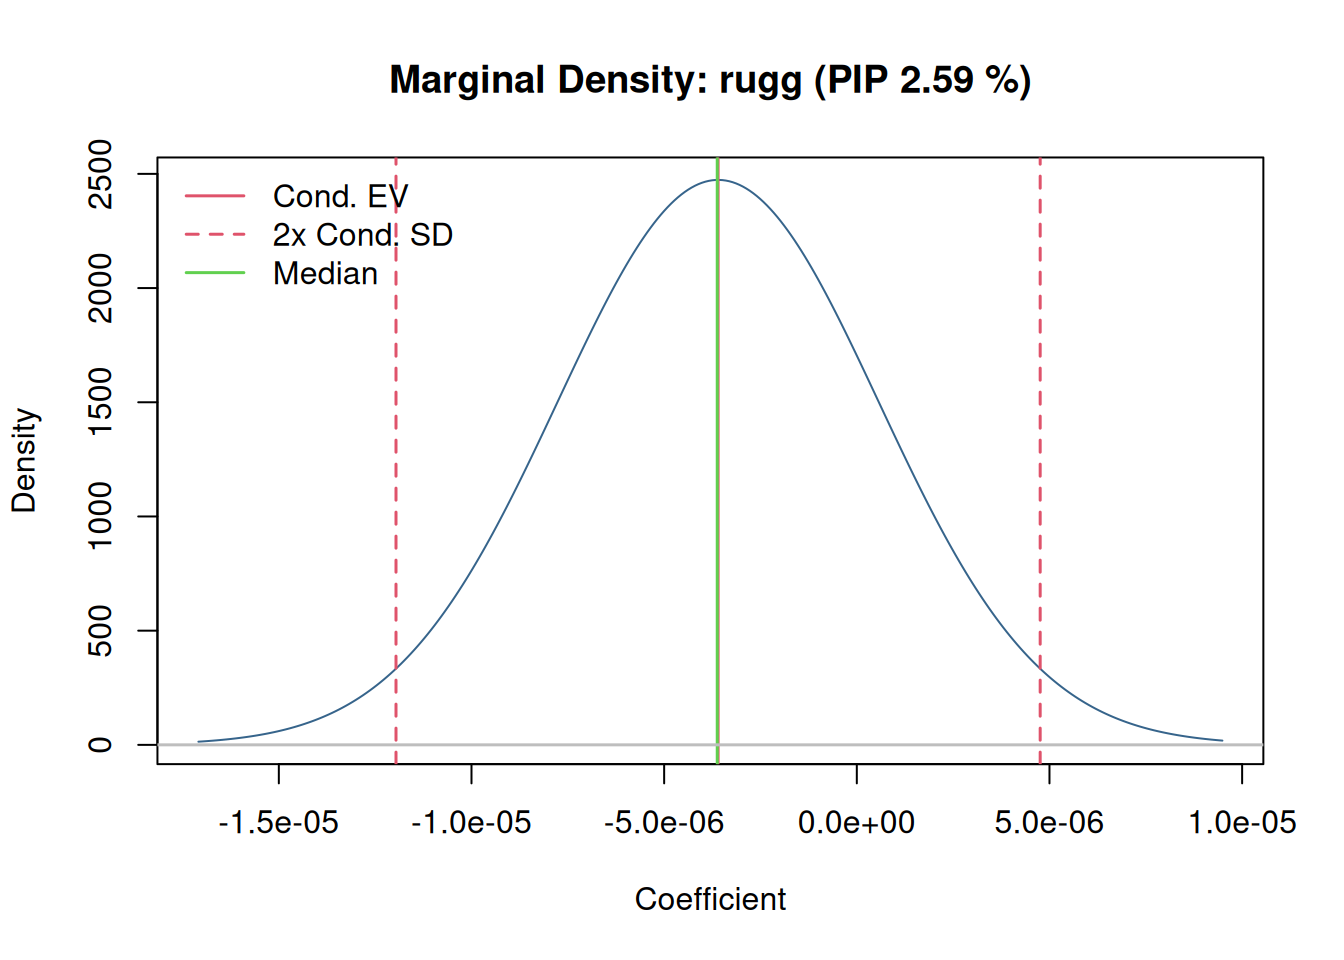 Marginal Density: rugg (PIP 2.59 %)
Cond. EV
2x Cond. SD
Median
Density
2500
2000
1500
1000
500
0
-1.5e-05 -1.0e-05 -5.0e-06 0.0e+00 5.0e-06 1.0e-05
Coefficient